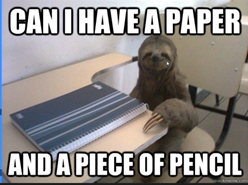 CAN I HAVE A PAPER
AND A PIECE OF PENCIL